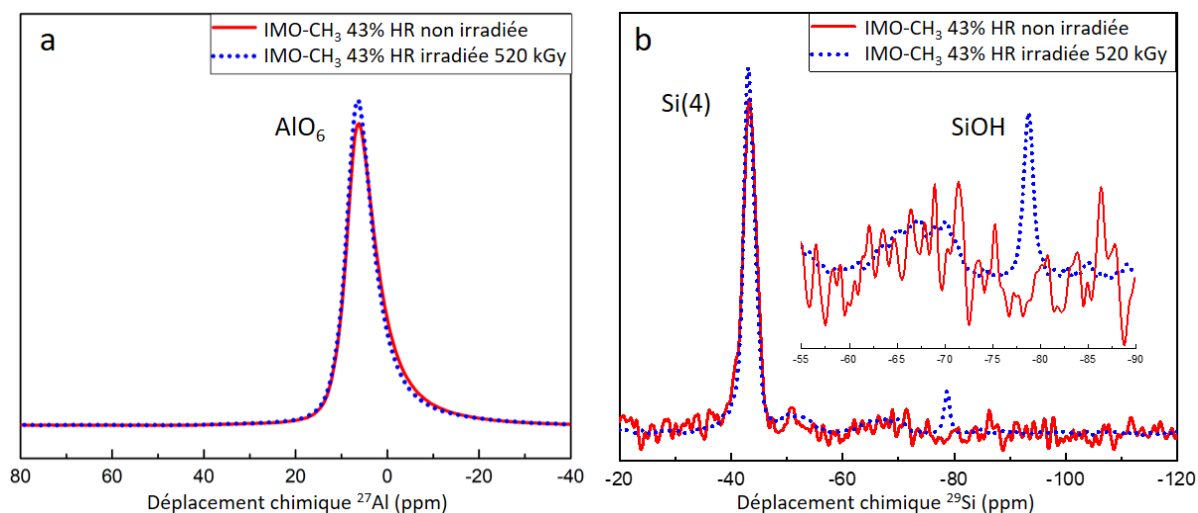 a
IMO-CH₃ 43% HR non irradiée
IMO-CH₃ 43% HR irradiée 520 kGy
AlO₆
80 60 40 20 0 -20 -40
Déplacement chimique ²⁷Al (ppm)
b
IMO-CH₃ 43% HR non irradiée
IMO-CH₃ 43% HR irradiée 520 kGy
Si(4)
SiOH
-55 -60 -65 -70 -75 -80 -85 -90
-20 -40 -60 -80 -100 -120
Déplacement chimique ²⁹Si (ppm)